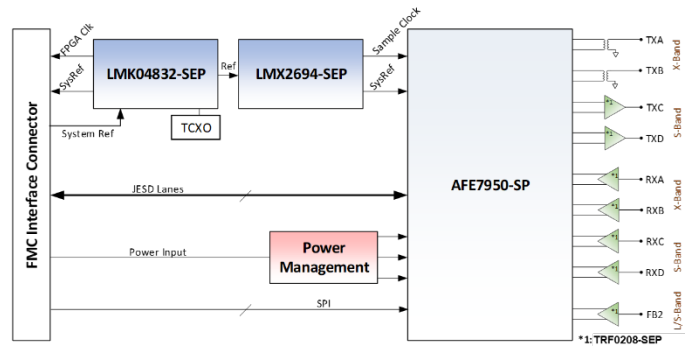 FMC Interface Connector
FPGA Clk
SysRef
System Ref
LMK04832-SEP
TCXO
Ref
LMX2694-SEP
Sample Clock
SysRef
JESD Lanes
Power Input
Power
Management
SPI
AFE7950-SP
TXA
TXB
X-Band
*1
TXC
*1
TXD
S-Band
*1
RXA
*1
RXB
X-Band
*1
RXC
*1
RXD
S-Band
*1
FB2
L/S-Band
*1: TRF0208-SEP